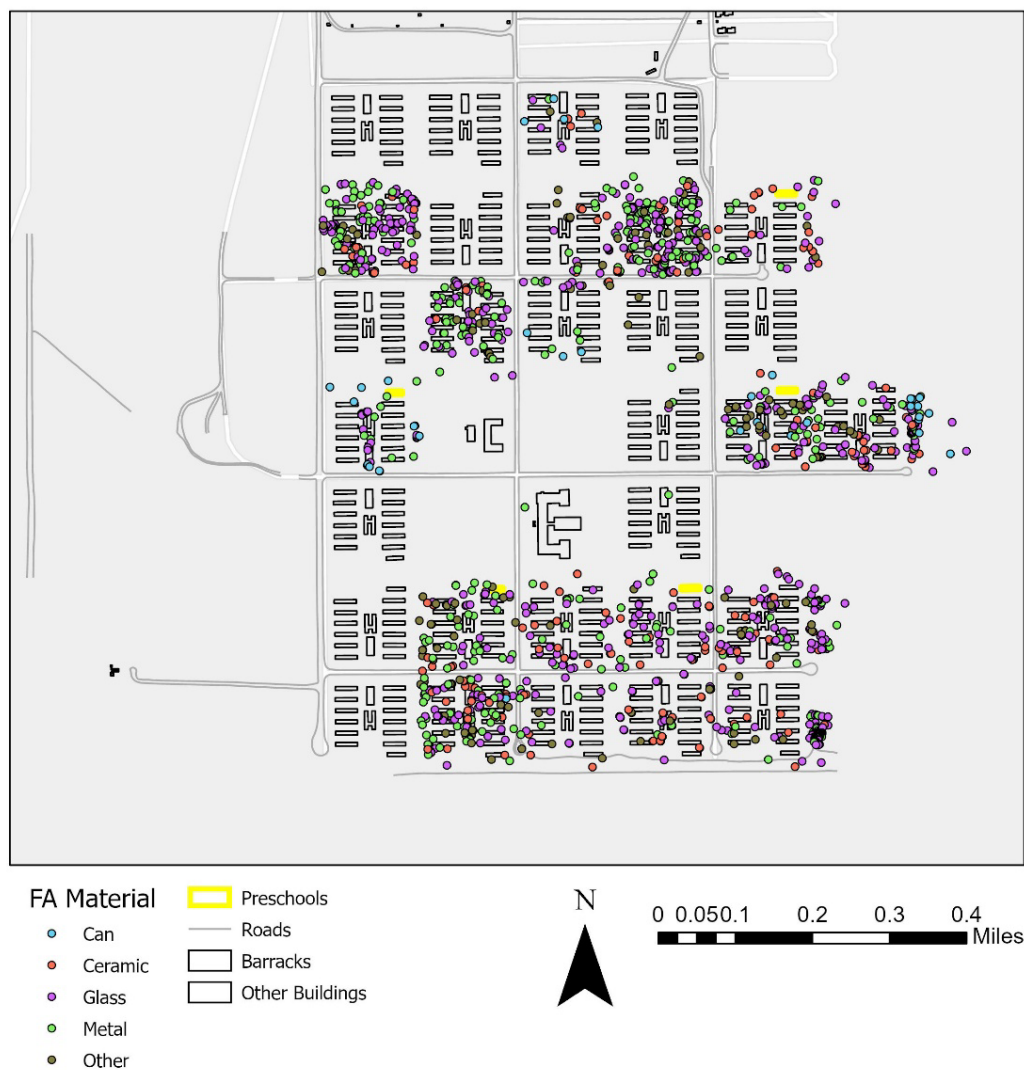 FA Material
Can
Ceramic
Glass
Metal
Other
Preschools
Roads
Barracks
Other Buildings
N
0 0.050.1 0.2 0.3 0.4
Miles